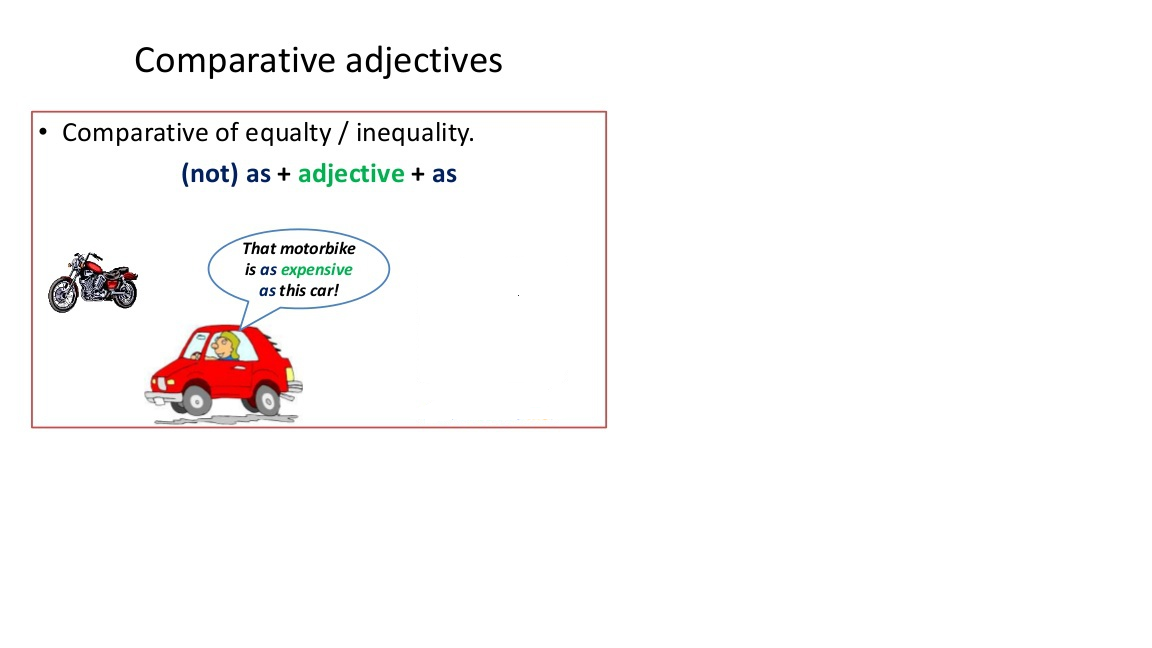 Comparative adjectives
• Comparative of equalty / inequality.
(not) as + adjective + as
That motorbike
is as expensive
as this car!